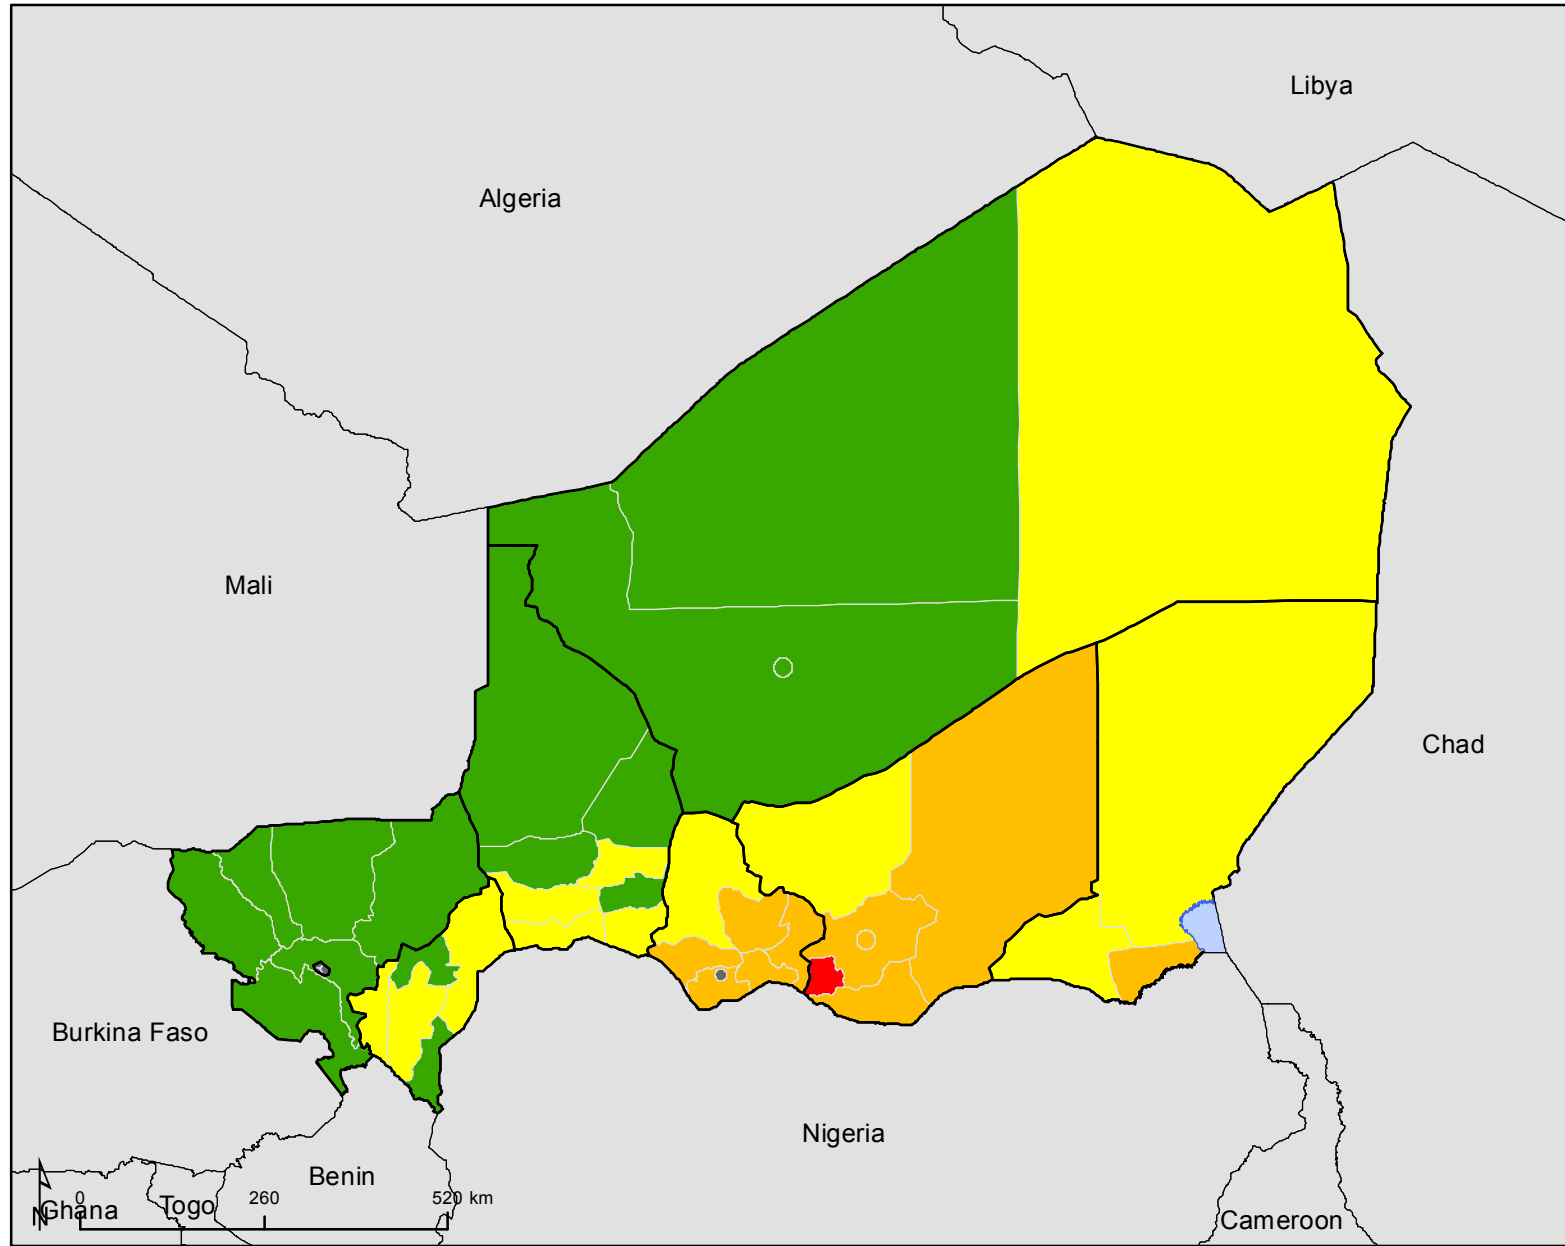 Libya
Algeria
Mali
Chad
Burkina Faso
Nigeria
Benin
0 260 520 km
N
Ghana
Togo
Cameroon